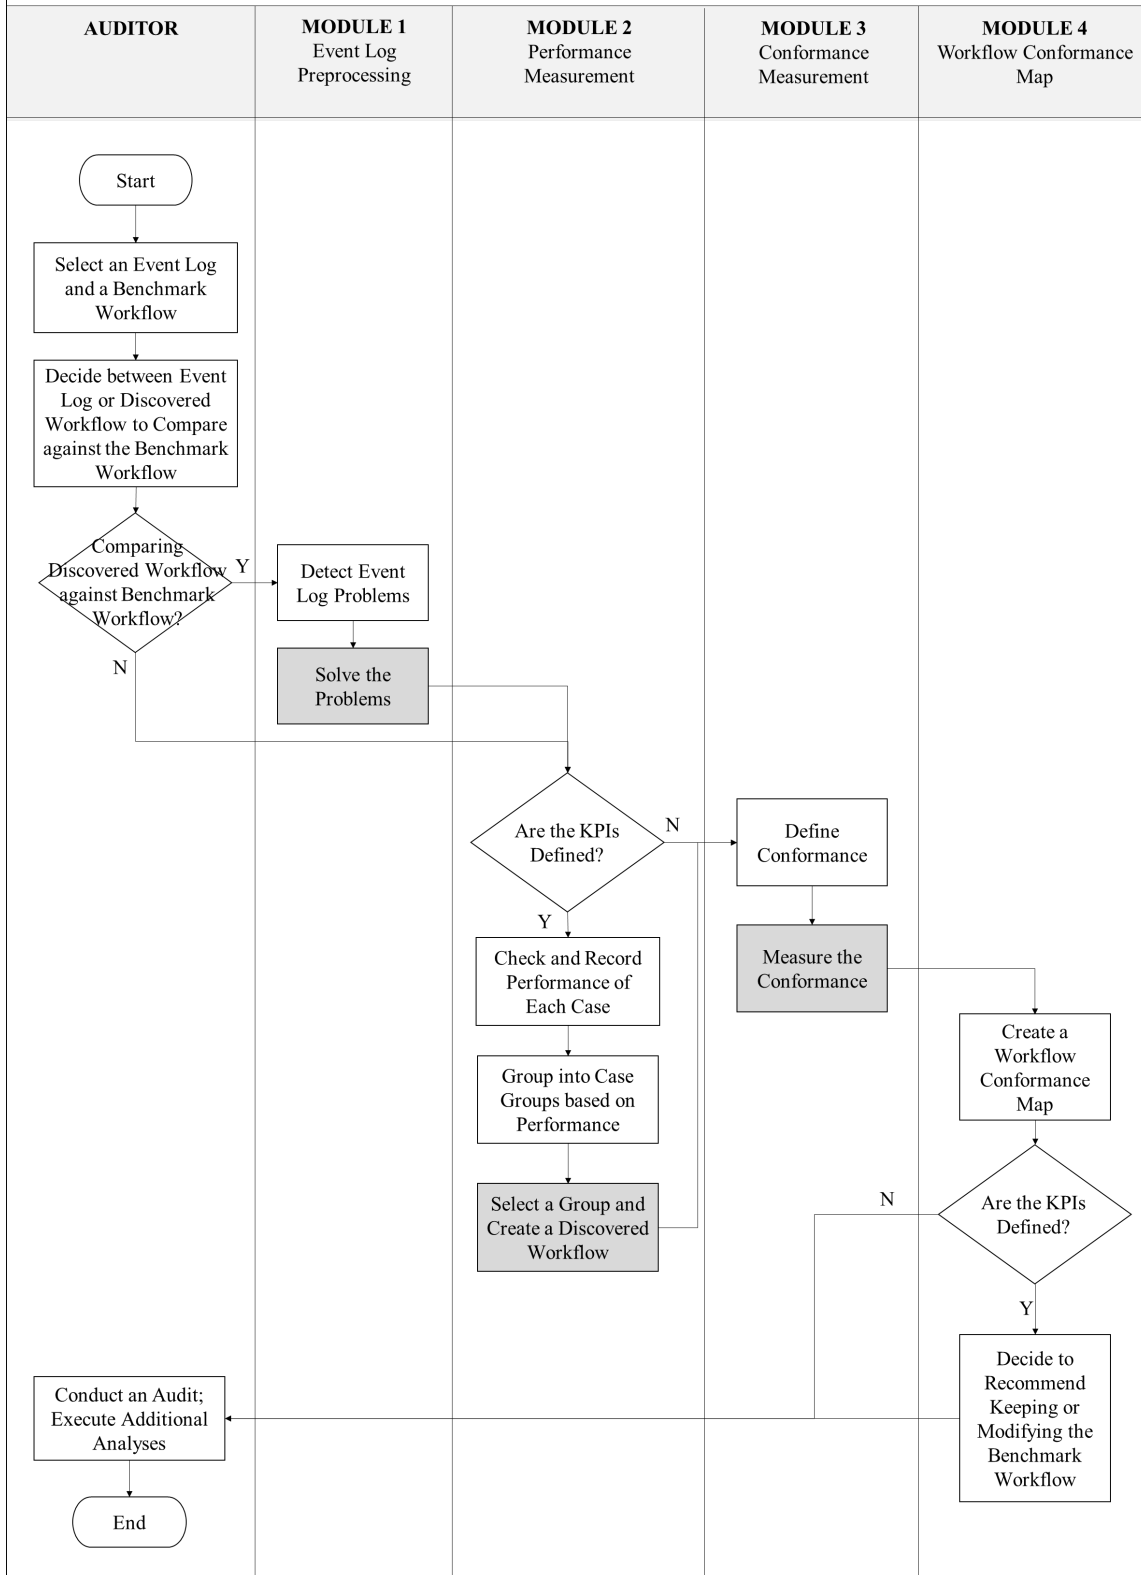 AUDITOR
MODULE 1
Event Log
Preprocessing
MODULE 2
Performance
Measurement
MODULE 3
Conformance
Measurement
MODULE 4
Workflow Conformance
Map
Start
Select an Event Log
and a Benchmark
Workflow
Decide between Event
Log or Discovered
Workflow to Compare
against the Benchmark
Workflow
Comparing
Discovered Workflow
against Benchmark
Workflow?
Y
N
Detect Event
Log Problems
Solve the
Problems
Are the KPIs
Defined?
N
Y
Check and Record
Performance of
Each Case
Group into Case
Groups based on
Performance
Select a Group and
Create a Discovered
Workflow
Define
Conformance
Measure the
Conformance
Create a
Workflow
Conformance
Map
Are the KPIs
Defined?
N
Y
Decide to
Recommend
Keeping or
Modifying the
Benchmark
Workflow
Conduct an Audit;
Execute Additional
Analyses
End